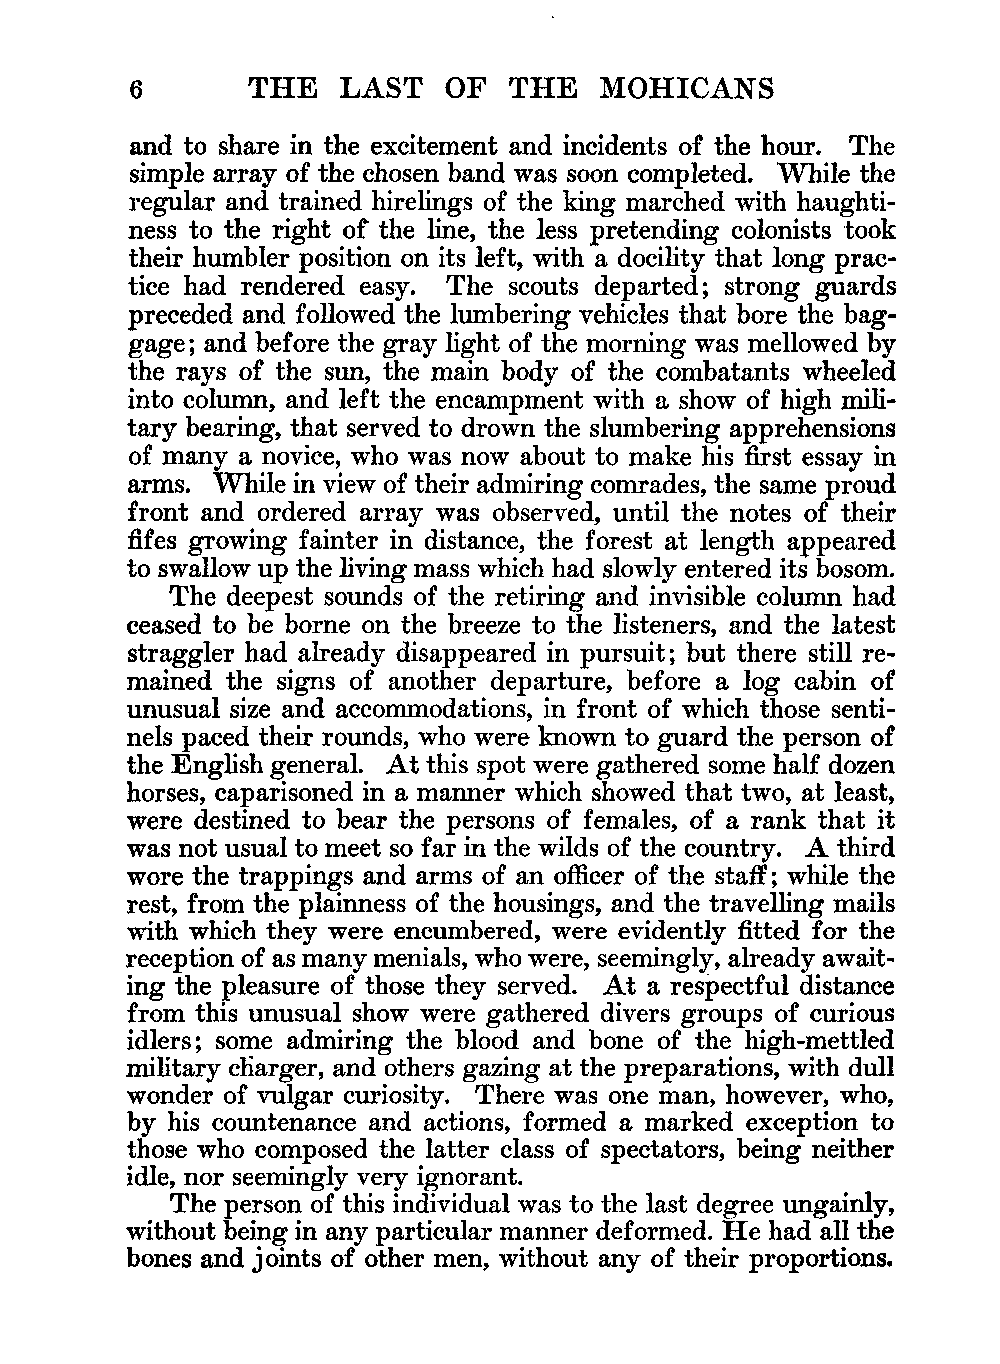 6 THE LAST OF THE MOHICANS
and to share in the excitement and incidents of the hour. The
simple array of the chosen band was soon completed. While the
regular and trained hirelings of the king marched with haughti-
ness to the right of the line, the less pretending colonists took
their humbler position on its left, with a docility that long prac-
tice had rendered easy. The scouts departed; strong guards
preceded and followed the lumbering vehicles that bore the bag-
gage; and before the gray light of the morning was mellowed by
the rays of the sun, the main body of the combatants wheeled
into column, and left the encampment with a show of high mili-
tary bearing, that served to drown the slumbering apprehensions
of many a novice, who was now about to make his first essay in
arms. While in view of their admiring comrades, the same proud
front and ordered array was observed, until the notes of their
fifes growing fainter in distance, the forest at length appeared
to swallow up the living mass which had slowly entered its bosom.
The deepest sounds of the retiring and invisible column had
ceased to be borne on the breeze to the listeners, and the latest
straggler had already disappeared in pursuit; but there still re-
mained the signs of another departure, before a log cabin of
unusual size and accommodations, in front of which those senti-
nels paced their rounds, who were known to guard the person of
the English general. At this spot were gathered some half dozen
horses, caparisoned in a manner which showed that two, at least,
were destined to bear the persons of females, of a rank that it
was not usual to meet so far in the wilds of the country. A third
wore the trappings and arms of an officer of the staff; while the
rest, from the plainness of the housings, and the travelling mails
with which they were encumbered, were evidently fitted for the
reception of as many menials, who were, seemingly, already await-
ing the pleasure of those they served. At a respectful distance
from this unusual show were gathered divers groups of curious
idlers; some admiring the blood and bone of the high-mettled
military charger, and others gazing at the preparations, with dull
wonder of vulgar curiosity. There was one man, however, who,
by his countenance and actions, formed a marked exception to
those who composed the latter class of spectators, being neither
idle, nor seemingly very ignorant.
The person of this individual was to the last degree ungainly,
without being in any particular manner deformed. He had all the
bones and joints of other men, without any of their proportions.